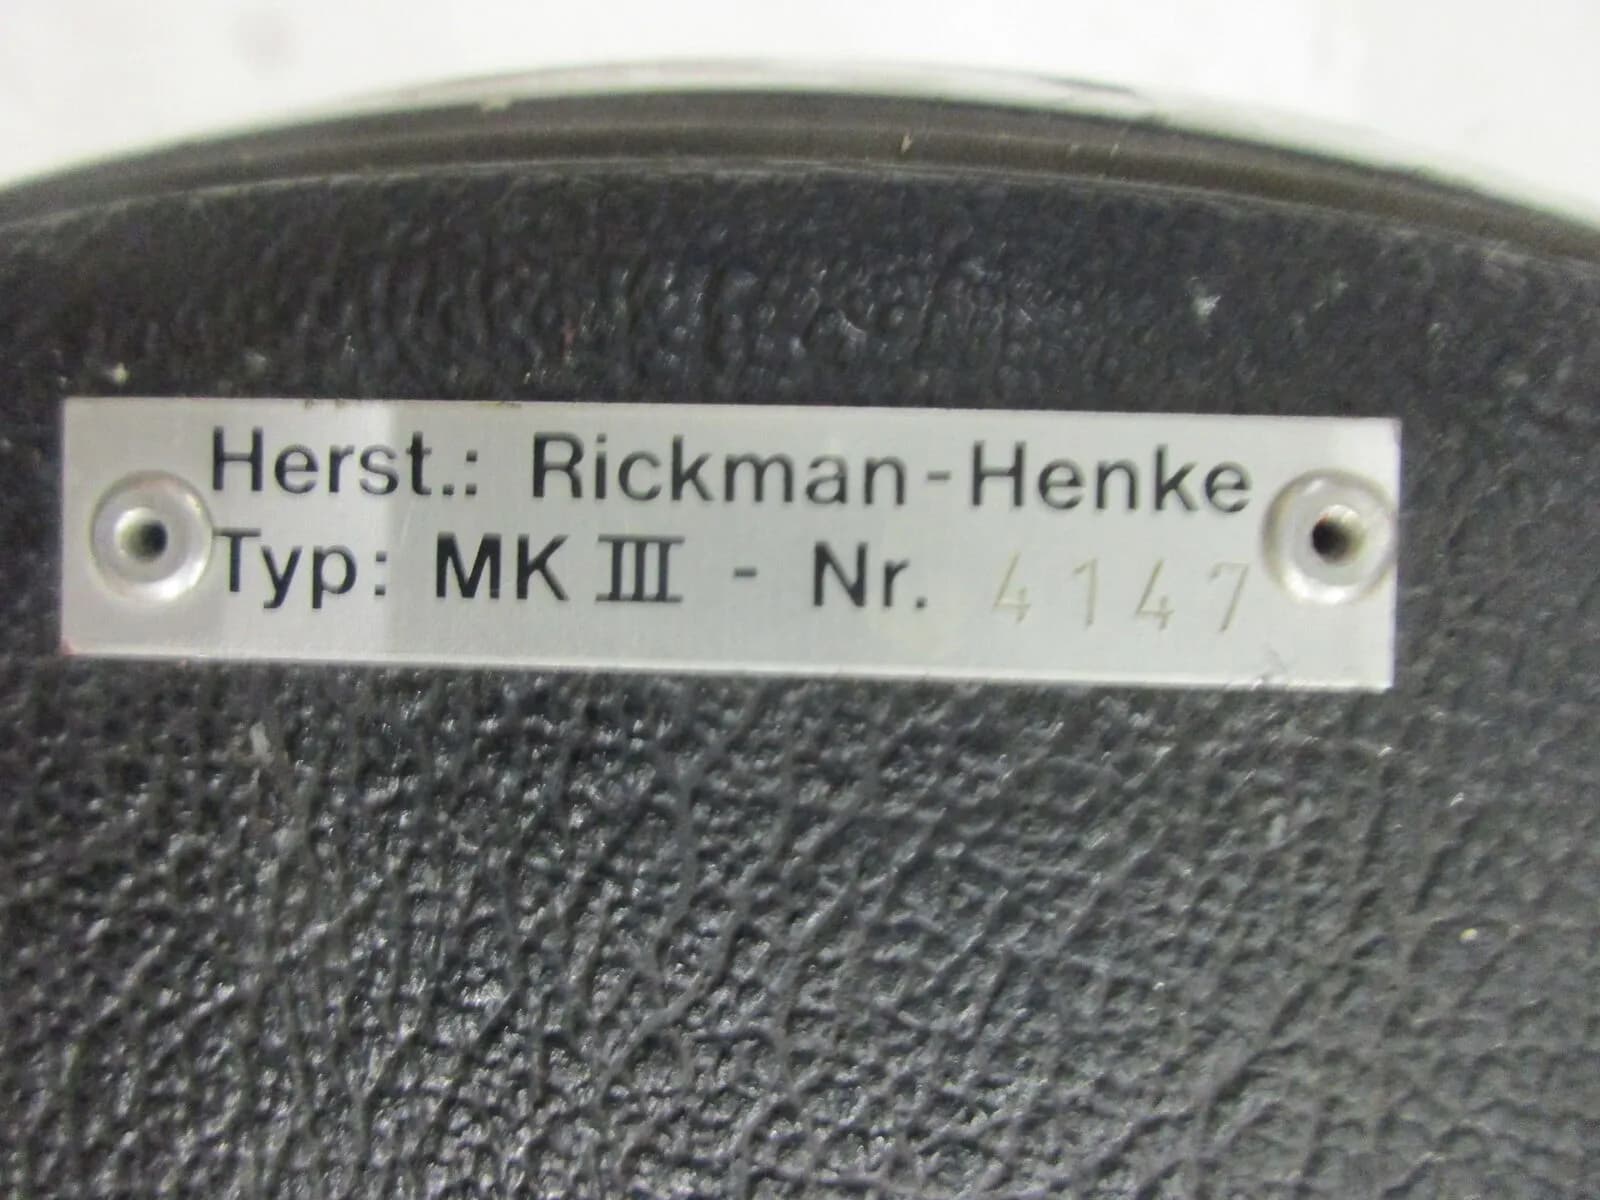 Herst.: Rickman-Henke
Typ: MK III - Nr. 4147